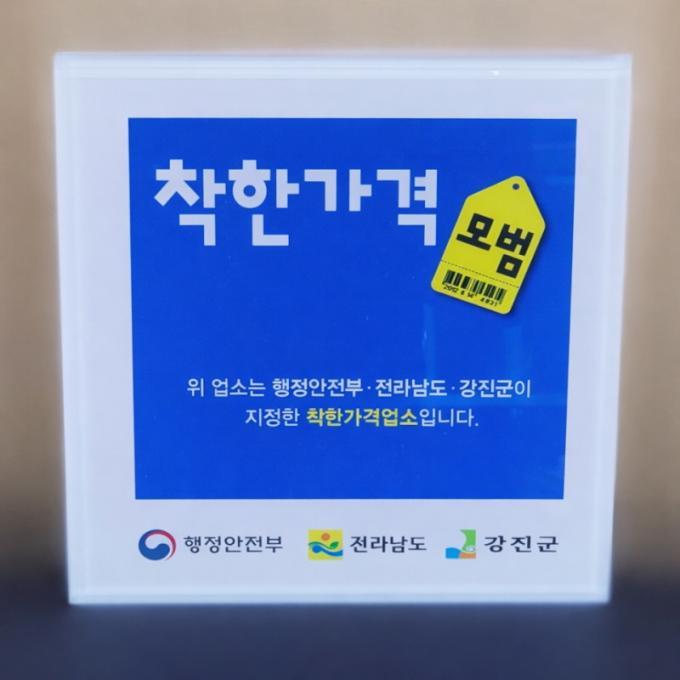 착한가격
모범
위 업소는 행정안전부·전라남도·강진군이
지정한 착한가격업소입니다.
행정안전부 전라남도 강진군